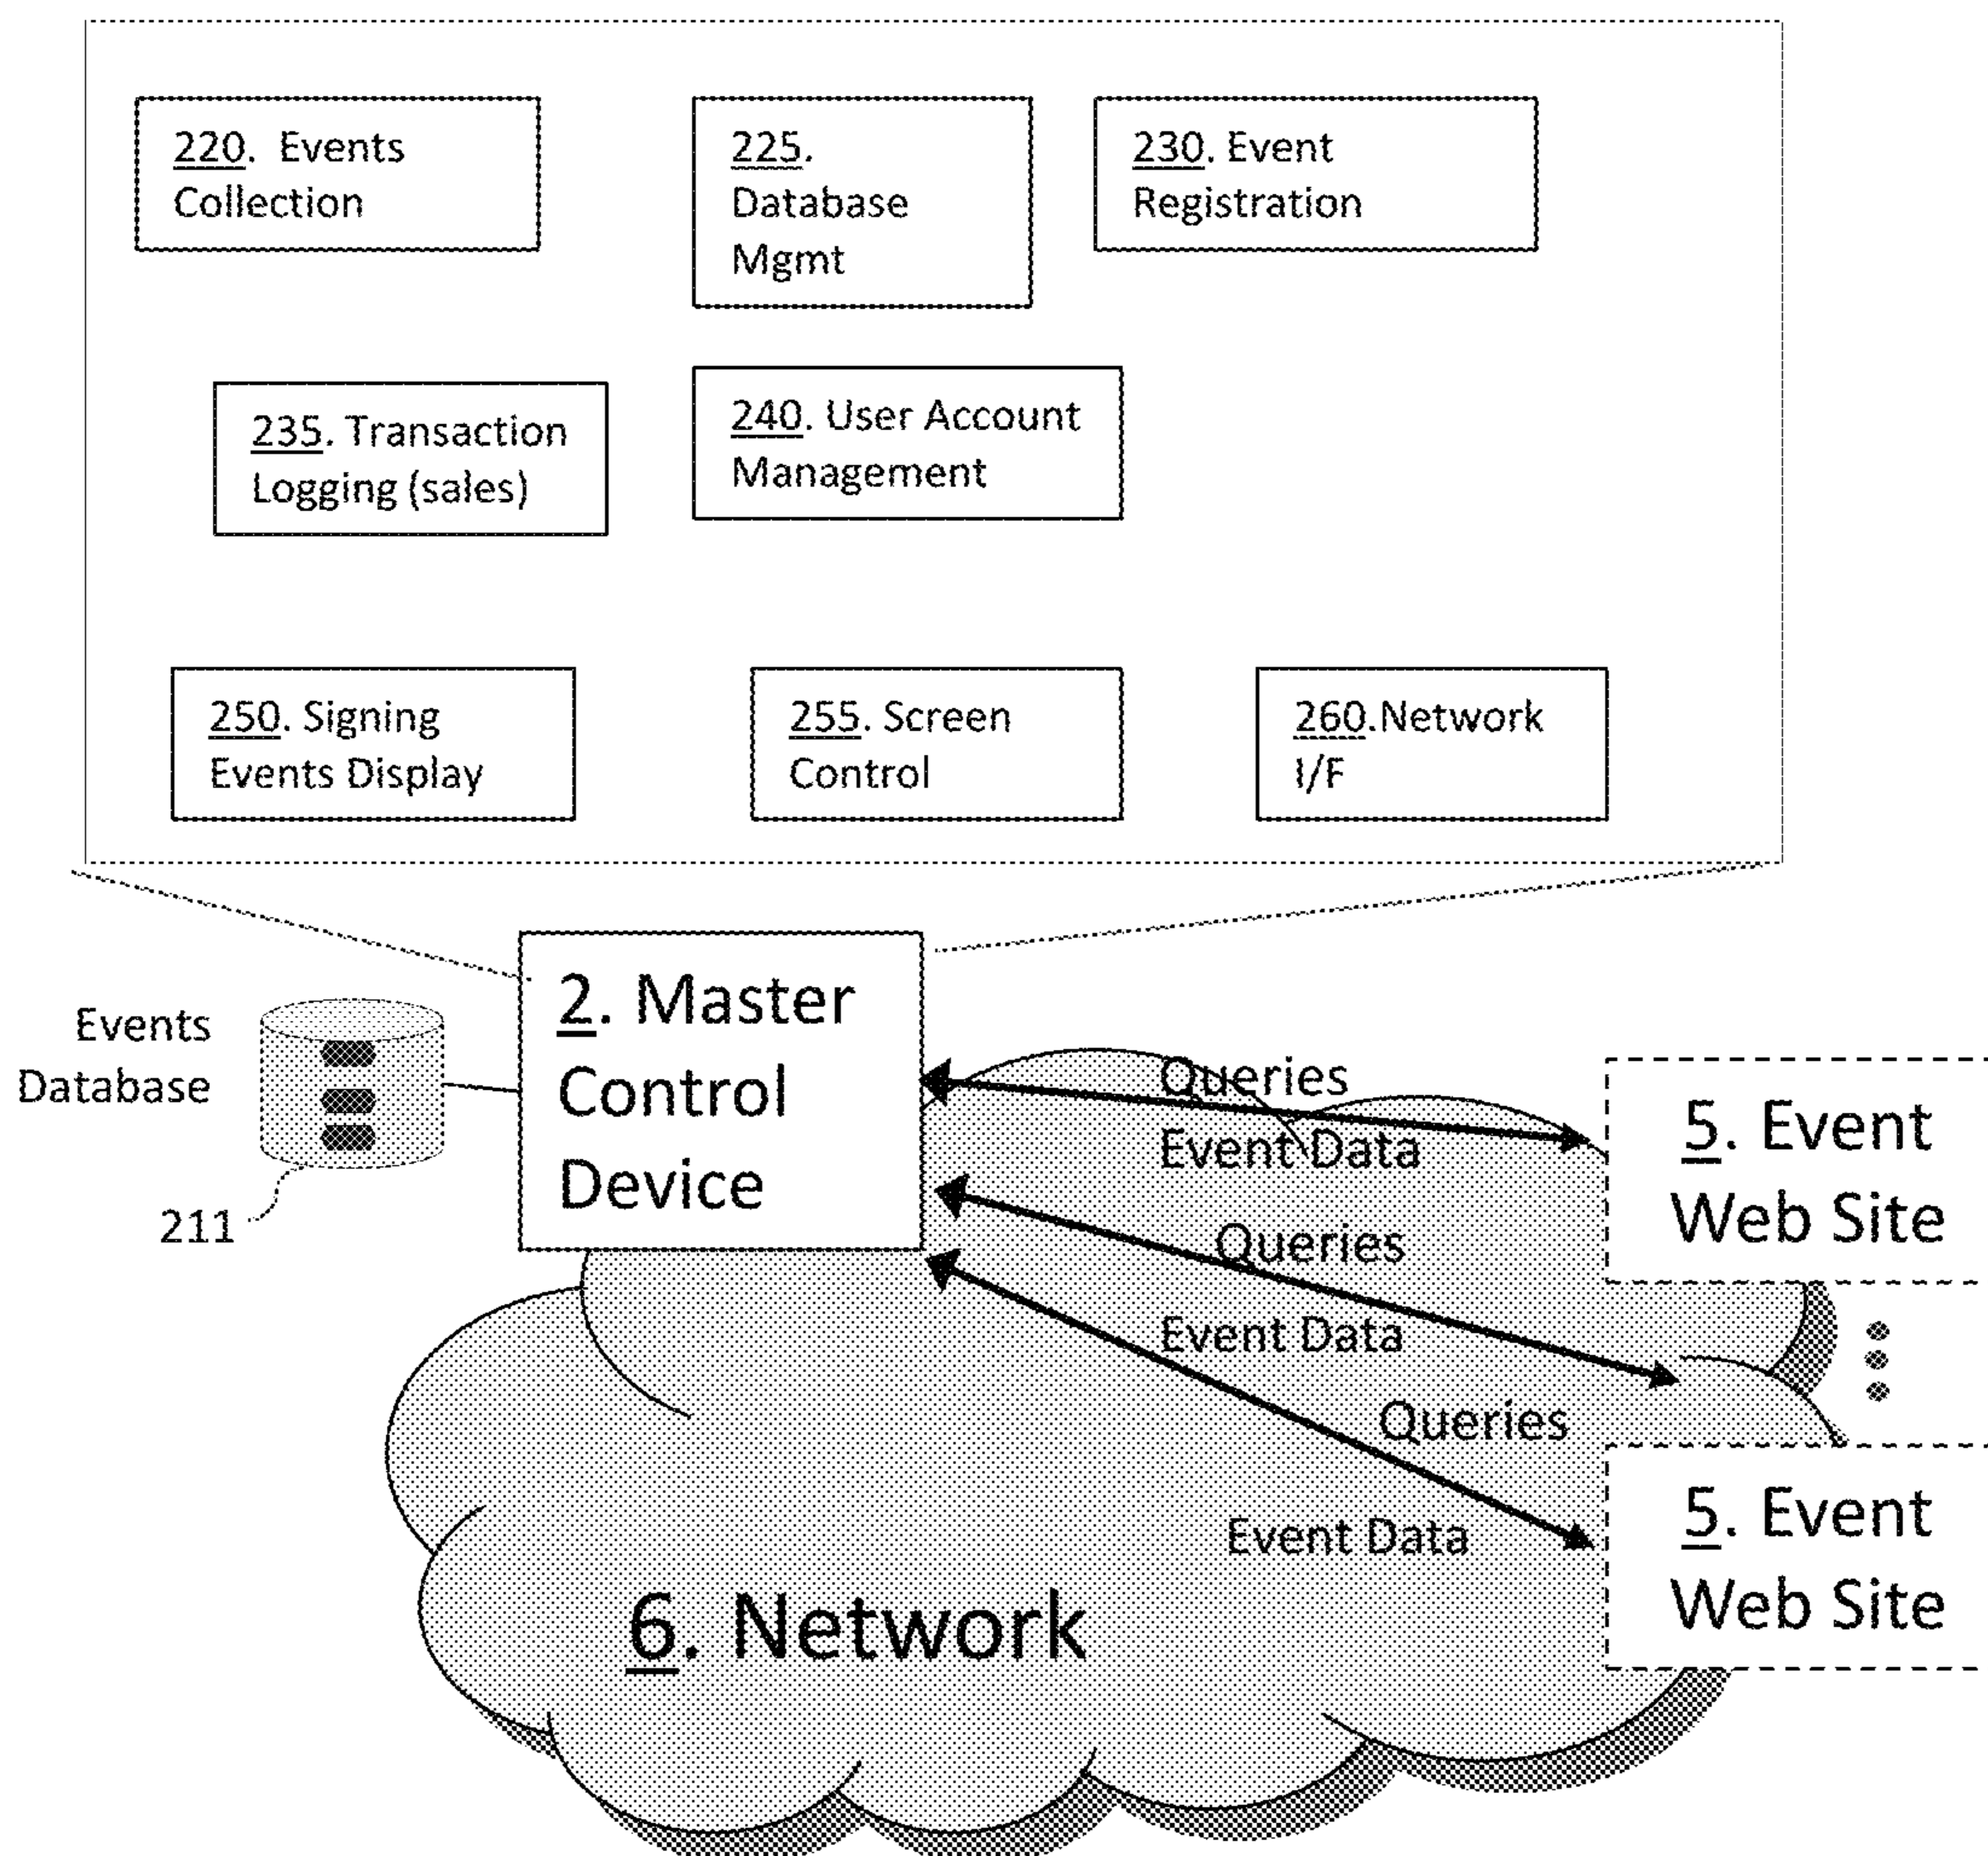 220. Events
Collection
225.
Database
Mgmt
230. Event
Registration
235. Transaction
Logging (sales)
240. User Account
Management
250. Signing
Events Display
255. Screen
Control
260.Network
I/F
Events
Database
211
2. Master
Control
Device
Queries
Event Data
Queries
Event Data
Queries
Event Data
5. Event
Web Site
5. Event
Web Site
6. Network